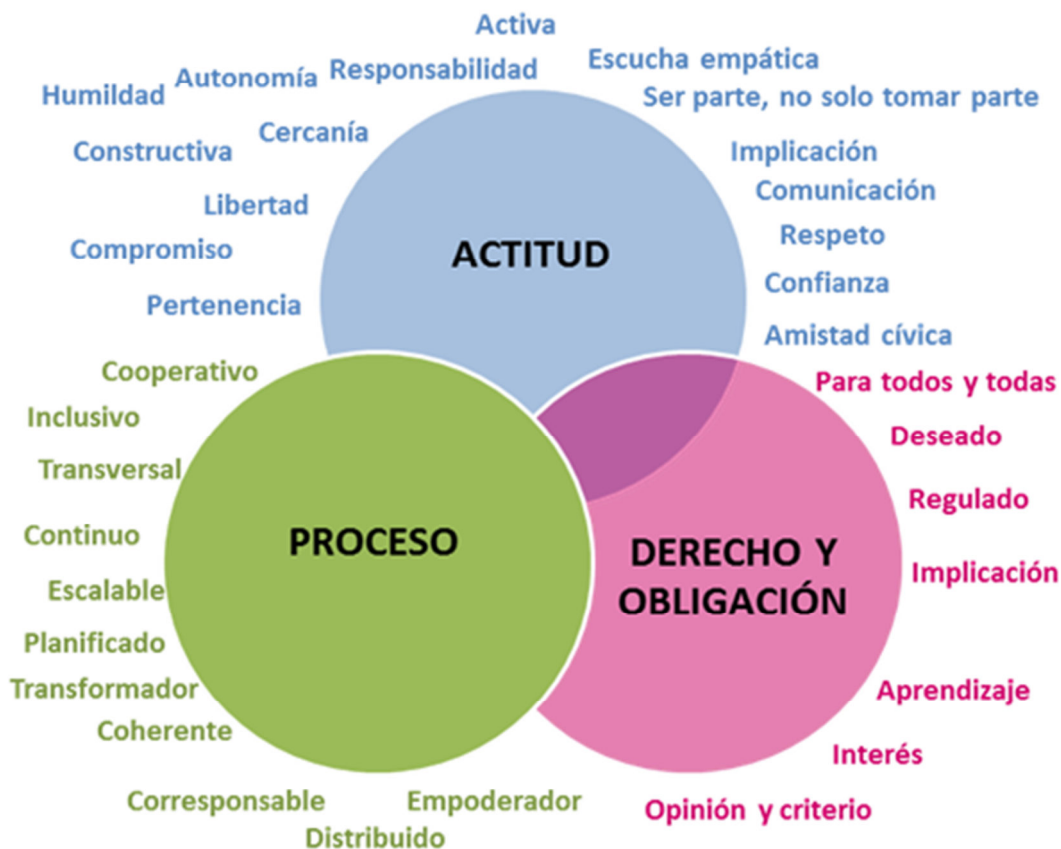 Activa
Autonomía
Responsabilidad
Escucha empática
Humildad
Ser parte, no solo tomar parte
Cercanía
Constructiva
Implicación
Comunicación
Libertad
Respeto
Compromiso
ACTITUD
Confianza
Pertenencia
Amistad cívica
Cooperativo
Para todos y todas
Inclusivo
Deseado
Transversal
Regulado
Continuo
PROCESO
DERECHO Y
OBLIGACIÓN
Implicación
Escalable
Planificado
Transformador
Aprendizaje
Coherente
Interés
Corresponsable
Empoderador
Opinión y criterio
Distribuido